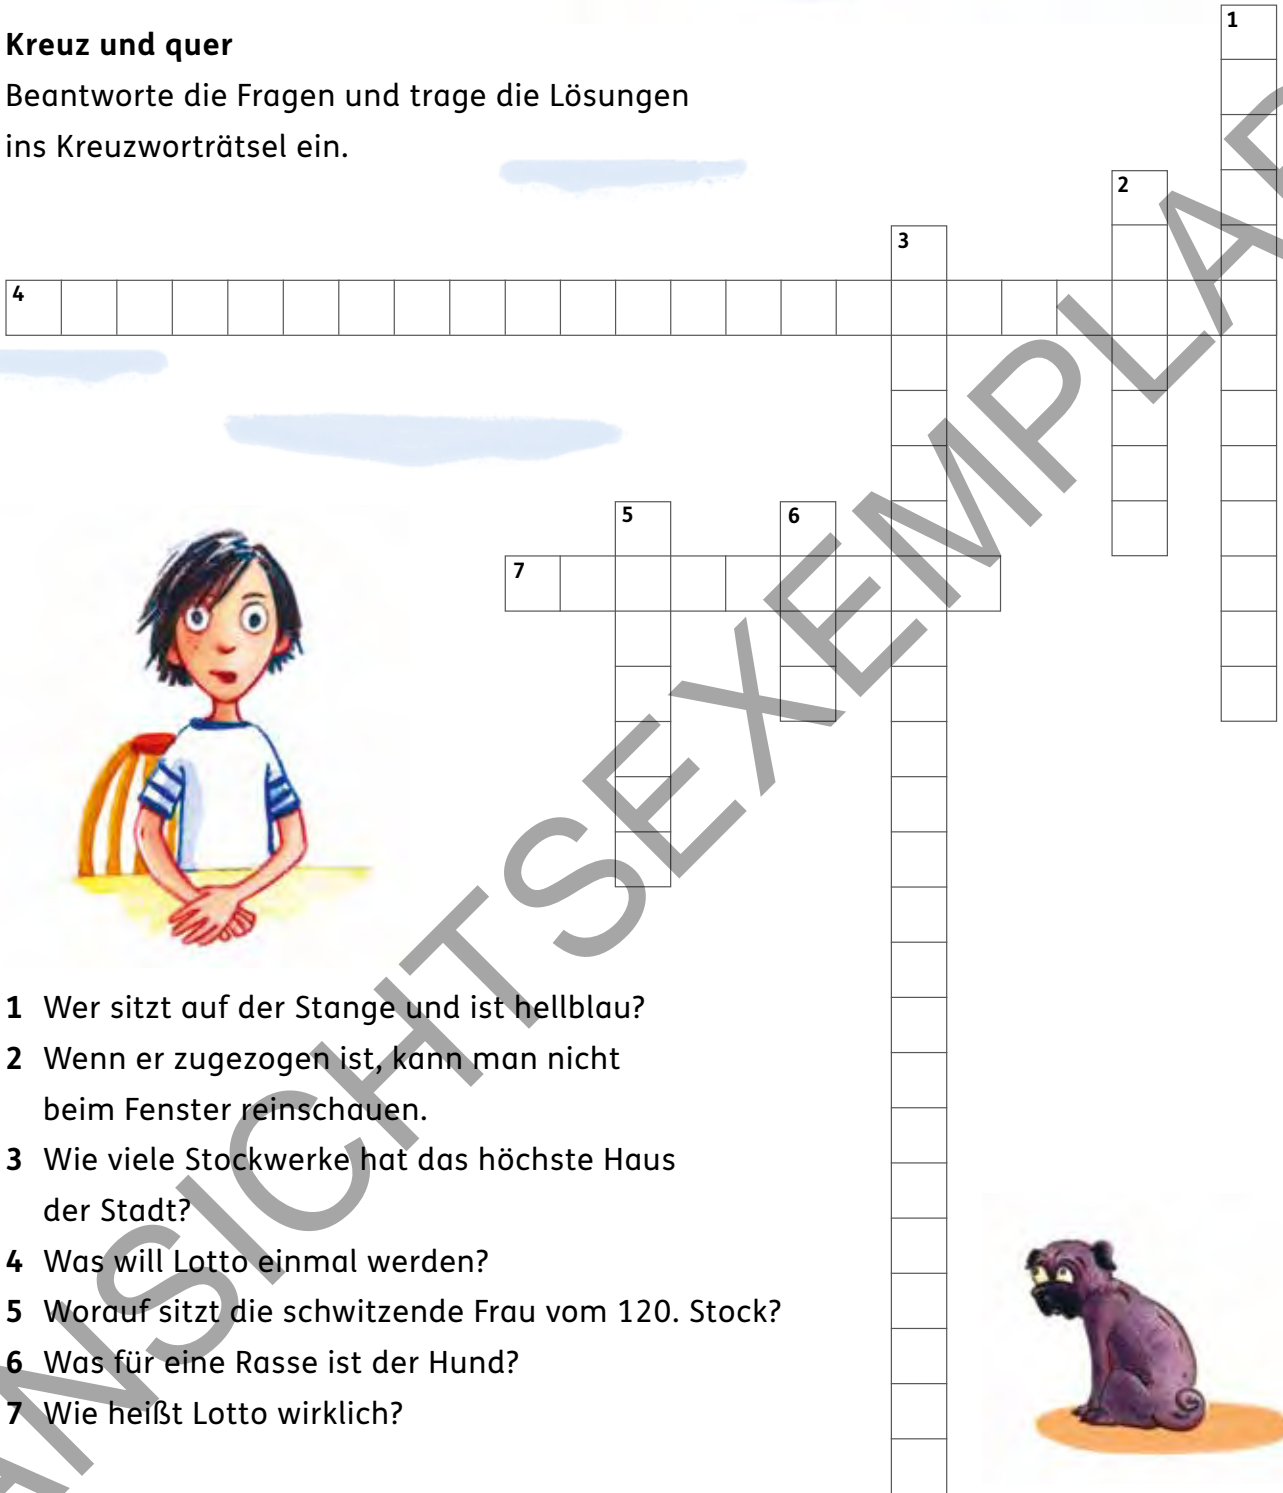 Kreuz und quer
Beantworte die Fragen und trage die Lösungen
ins Kreuzworträtsel ein.
1
2
3
4
5
6
7
1 Wer sitzt auf der Stange und ist hellblau?
2 Wenn er zugezogen ist, kann man nicht
beim Fenster reinschauen.
3 Wie viele Stockwerke hat das höchste Haus
der Stadt?
4 Was will Lotto einmal werden?
5 Worauf sitzt die schwitzende Frau vom 120. Stock?
6 Was für eine Rasse ist der Hund?
7 Wie heißt Lotto wirklich?
ANSICHTSEXEMPLAR